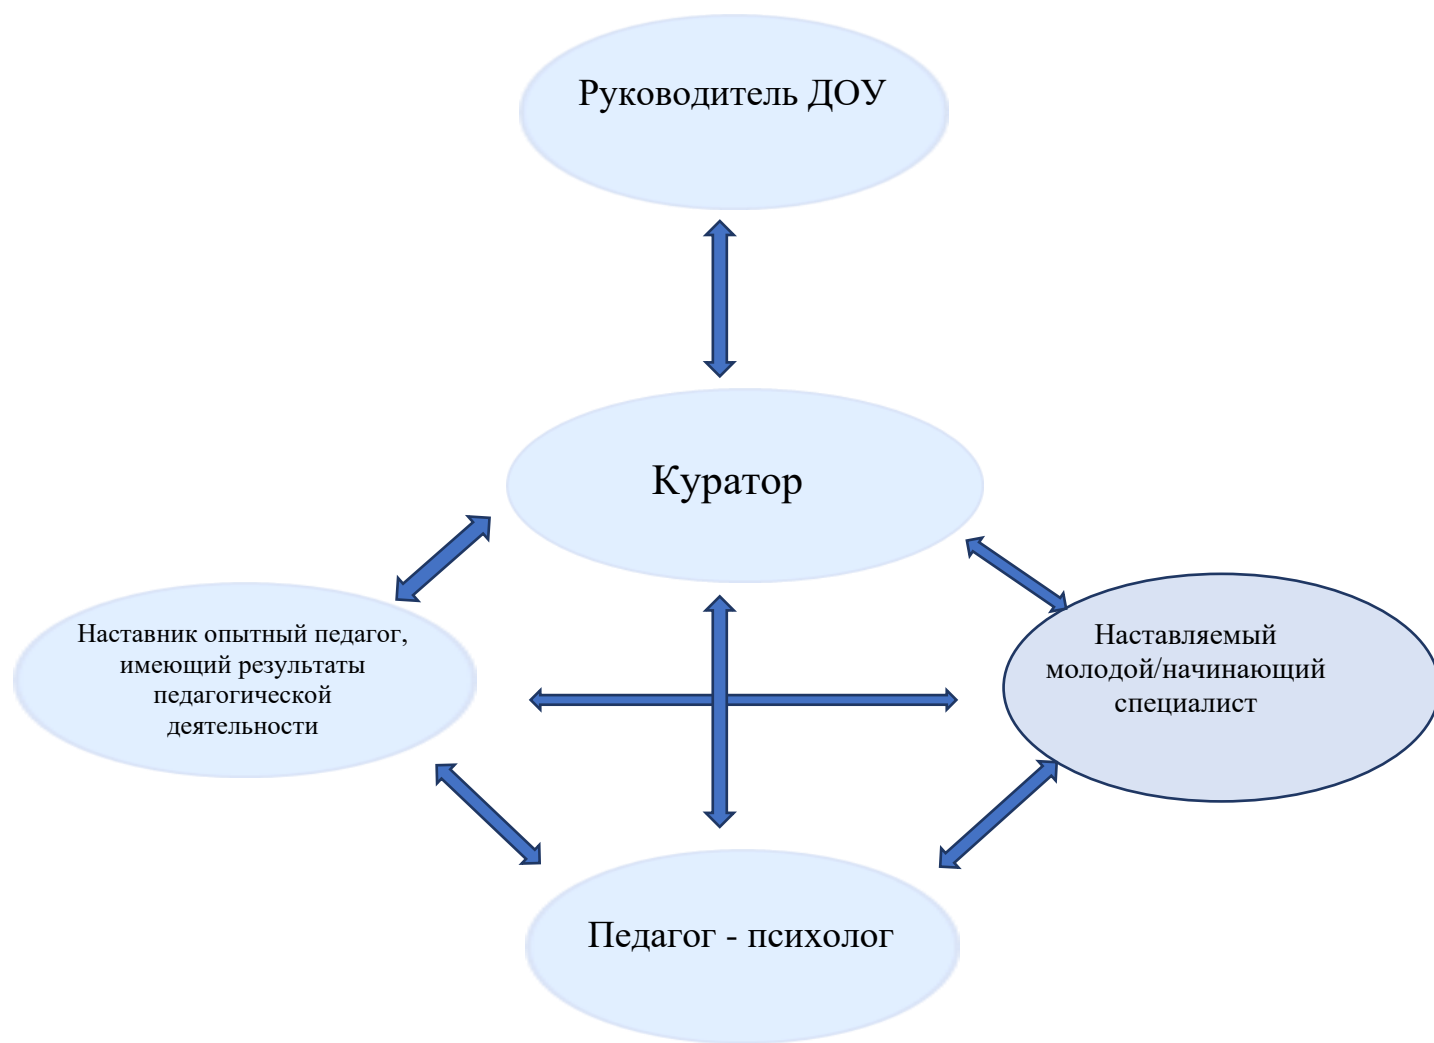 Руководитель ДОУ
Куратор
Наставник опытный педагог,
имеющий результаты
педагогической
деятельности
Наставляемый
молодой/начинающий
специалист
Педагог - психолог